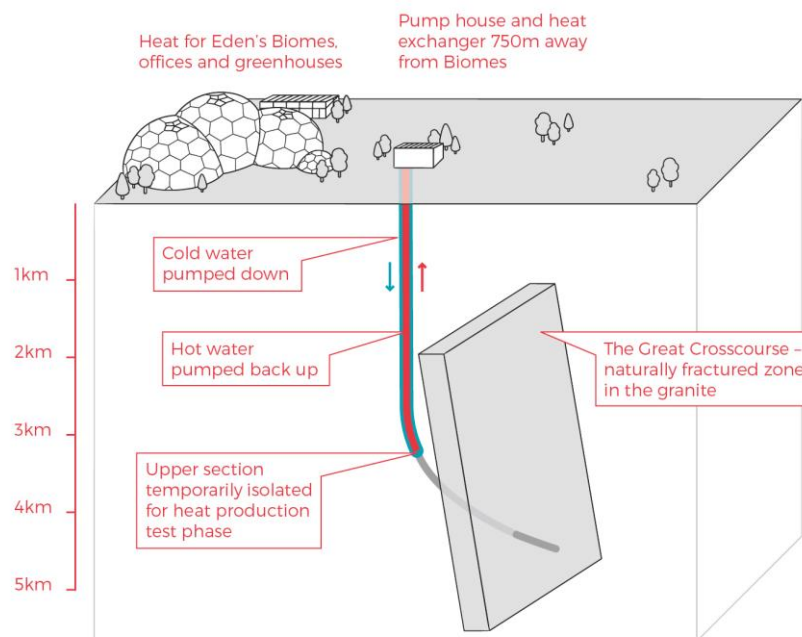 Heat for Eden's Biomes,
offices and greenhouses
Pump house and heat
exchanger 750m away
from Biomes
Cold water
pumped down
1km
Hot water
pumped back up
2km
The Great Crosscourse –
naturally fractured zone
in the granite
3km
Upper section
temporarily isolated
for heat production
test phase
4km
5km